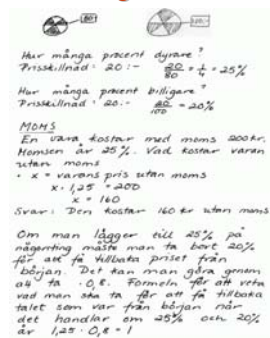 80:-
100:-
Hur många procent dyrare?
Prisskillnad: 20:- 20/80 = 1/4 = 25%
Hur många procent billigare?
Prisskillnad: 20:- 20/100 = 20%
MOMS
En vara kostar med moms 200 kr.
Momsen är 25%. Vad kostar varan
utan moms
• x = varans pris utan moms
x · 1,25 = 200
x = 160
Svar: Den kostar 160 kr utan moms
Om man lägger till 25% på
någonting måste man ta bort 20%
för att få tillbaka priset från
början. Det kan man göra genom
att ta · 0,8. Formeln för att veta
vad man ska ta för att få tillbaka
talet som var från början när
det handlar om 25% och 20%
är 1,25 · 0,8 = 1